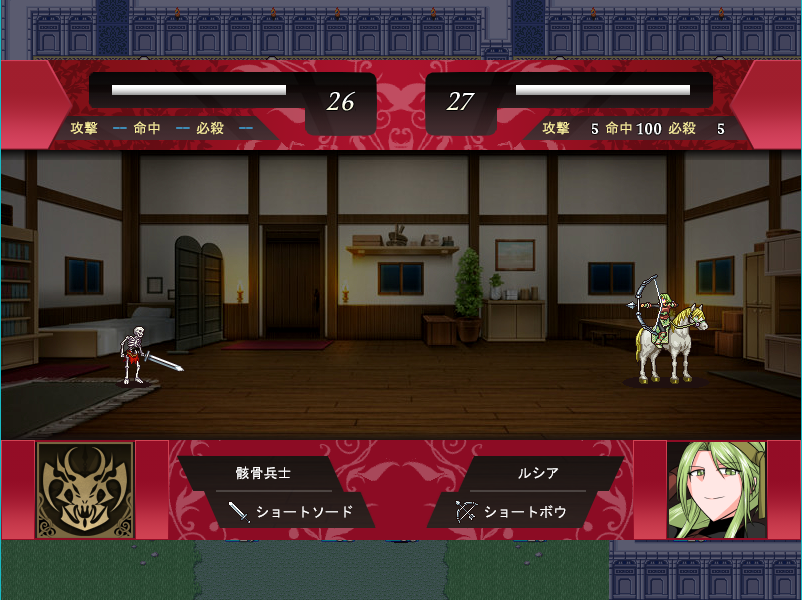 26
27
攻撃 -- 命中 -- 必殺 --
攻撃 5 命中 100 必殺 5
骸骨兵士
ルシア
ショートソード
ショートボウ